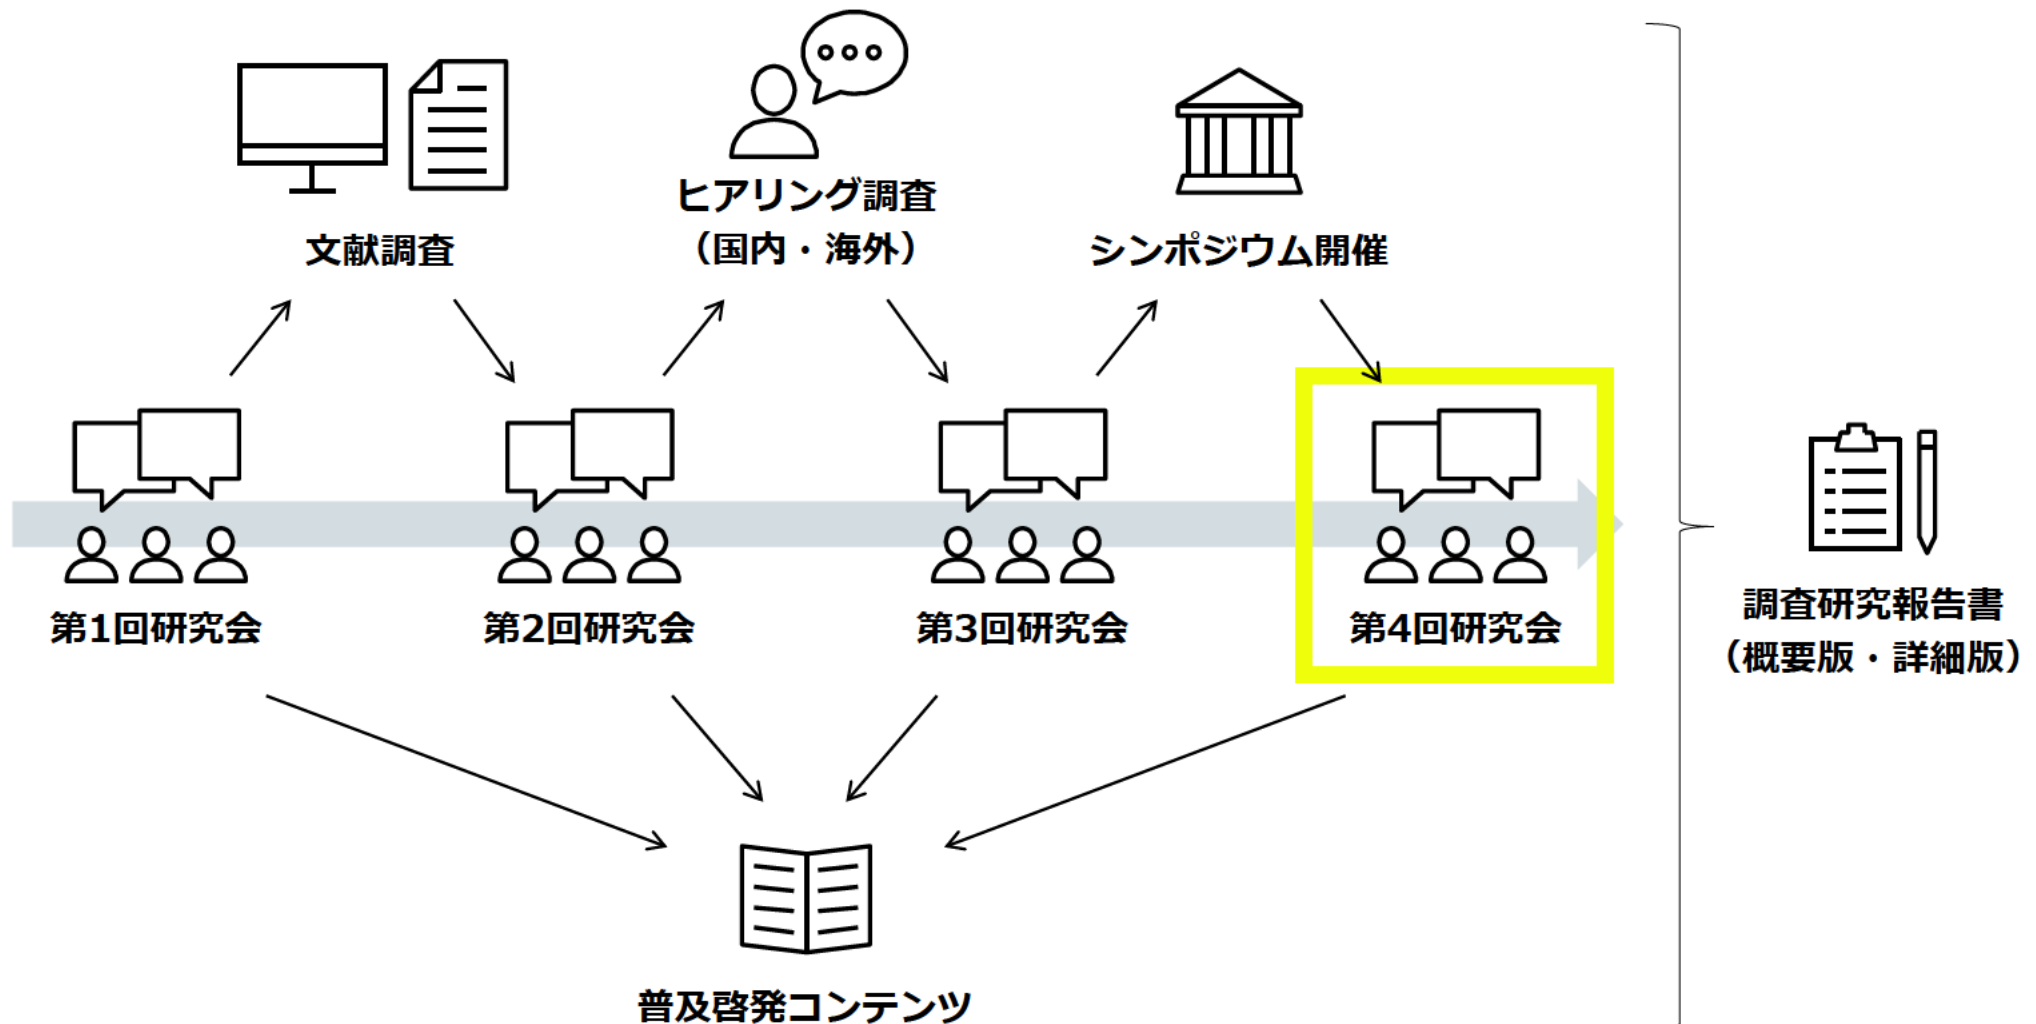 文献調査
ヒアリング調査
（国内・海外）
シンポジウム開催
第1回研究会
第2回研究会
第3回研究会
第4回研究会
調査研究報告書
（概要版・詳細版）
普及啓発コンテンツ